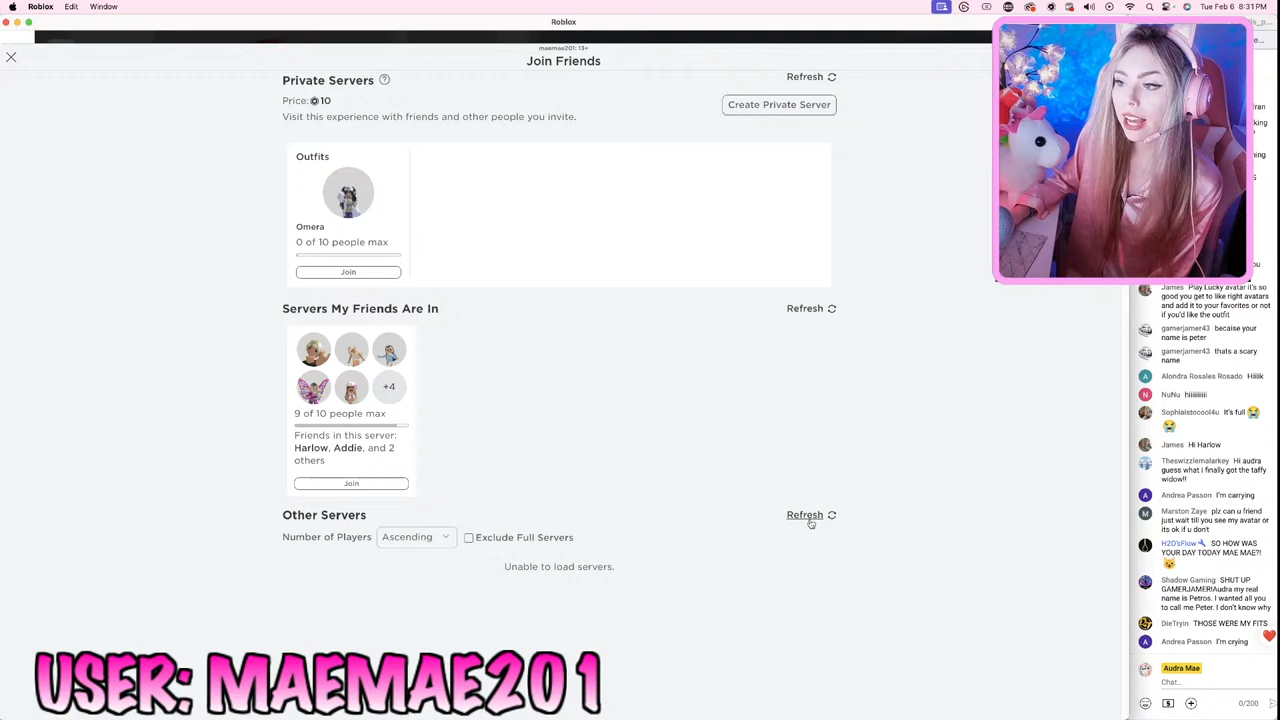 Roblox Edit Window
Tue Feb 6 8:31PM
Roblox
maemae201: 13+
Join Friends
Private Servers
Refresh
Price: 10
Create Private Server
Visit this experience with friends and other people you invite.
Outfits
Omera
0 of 10 people max
Join
Servers My Friends Are In
Refresh
+4
9 of 10 people max
Friends in this server:
Harlow, Addie, and 2
others
Join
Other Servers
Refresh
Number of Players
Ascending
Exclude Full Servers
Unable to load servers.
USER: MAEMAE201
James Play Lucky avatar it's so
good you get to like right avatars
and add it to your favorites or not
if you'd like the outfit
gamerjamer43 becaise your
name is peter
gamerjamer43 thats a scary
name
Alondra Rosales Rosado Hiiiik
NuNu hiiiiiiiiii
Sophiaistocool4u It's full
James Hi Harlow
Theswizzlemalarkey Hi audra
guess what I finally got the taffy
widow!!
Andrea Passon I'm carrying
Marston Zaye plz can u friend
just wait till you see my avatar or
its ok if u don't
H2O'sFlow SO HOW WAS
YOUR DAY TODAY MAE MAE?!
Shadow Gaming SHUT UP
GAMERJAMER!Audra my real
name is Petros. I wanted all you
to call me Peter. I don't know why
DieTryin THOSE WERE MY FITS
Andrea Passon I'm crying
Audra Mae
Chat...
0/200